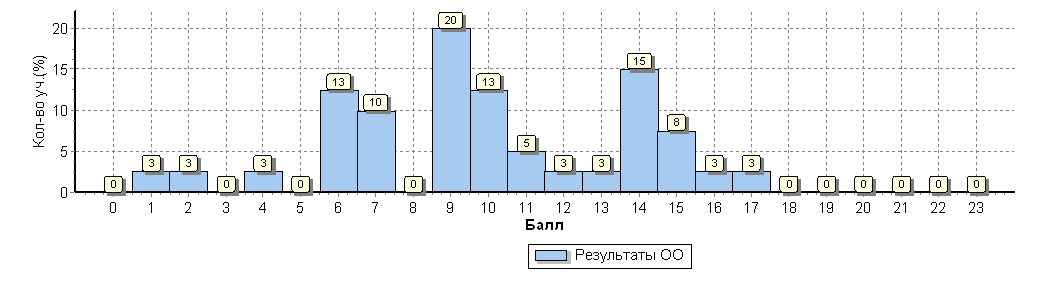 Кол-во уч.(%)
20
15
10
5
0
0 3 3 0 3 0 13 10 0 20 13 5 3 3 15 8 3 3 0 0 0 0 0 0
0 1 2 3 4 5 6 7 8 9 10 11 12 13 14 15 16 17 18 19 20 21 22 23
Балл
Результаты ОО